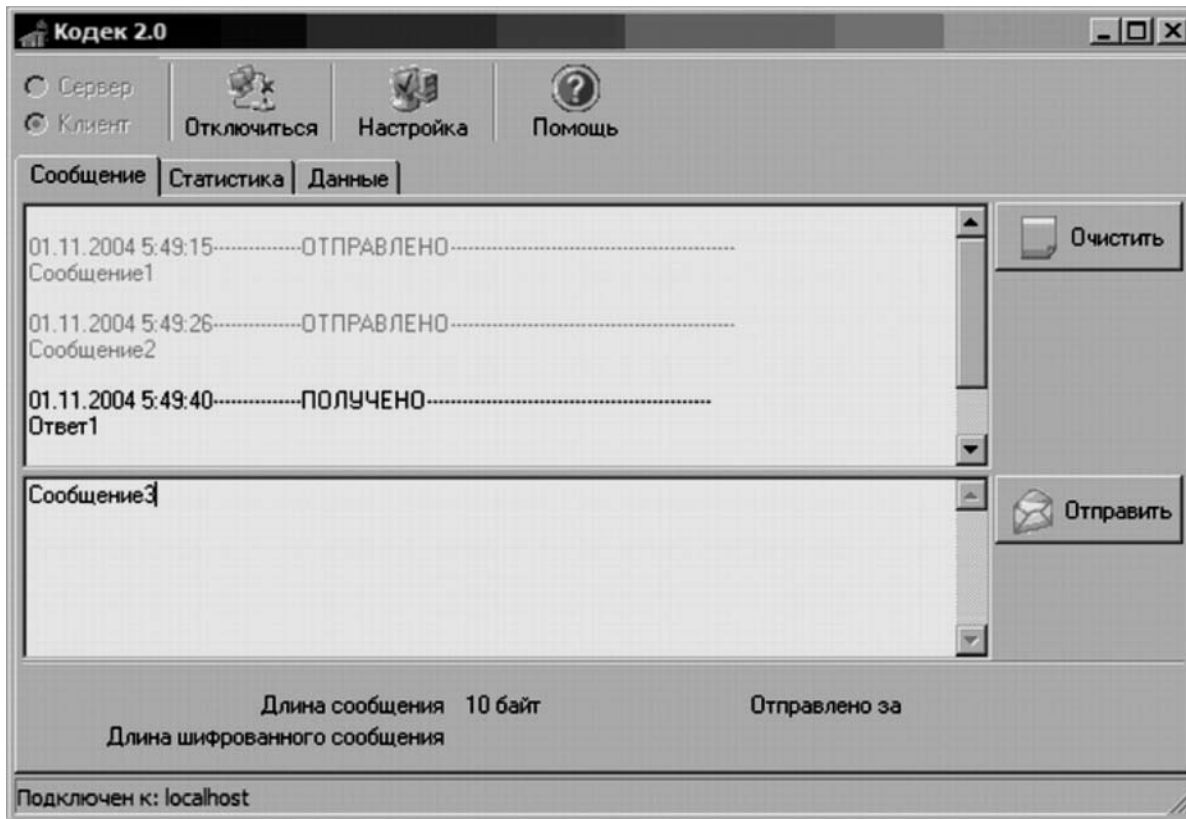 Кодек 2.0
Сервер
Клиент
Отключиться
Настройка
Помощь
Сообщение
Статистика
Данные
01.11.2004 5:49:15-------------ОТПРАВЛЕНО------------------------------------------
Сообщение1
01.11.2004 5:49:26-------------ОТПРАВЛЕНО------------------------------------------
Сообщение2
01.11.2004 5:49:40-------------ПОЛУЧЕНО------------------------------------------
Ответ1
Очистить
Сообщение3
Отправить
Длина сообщения 10 байт Отправлено за
Длина шифрованного сообщения
Подключен к: localhost